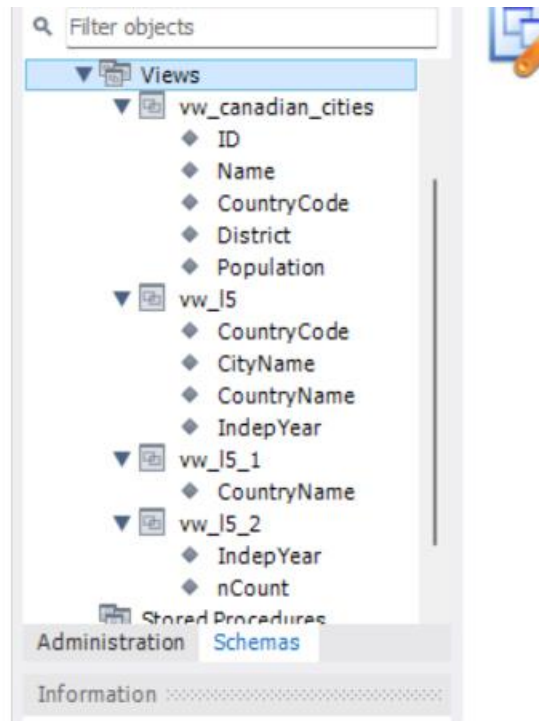 Filter objects
Views
vw_canadian_cities
ID
Name
CountryCode
District
Population
vw_l5
CountryCode
CityName
CountryName
IndepYear
vw_l5_1
CountryName
vw_l5_2
IndepYear
nCount
Stored Procedures
Administration Schemas
Information